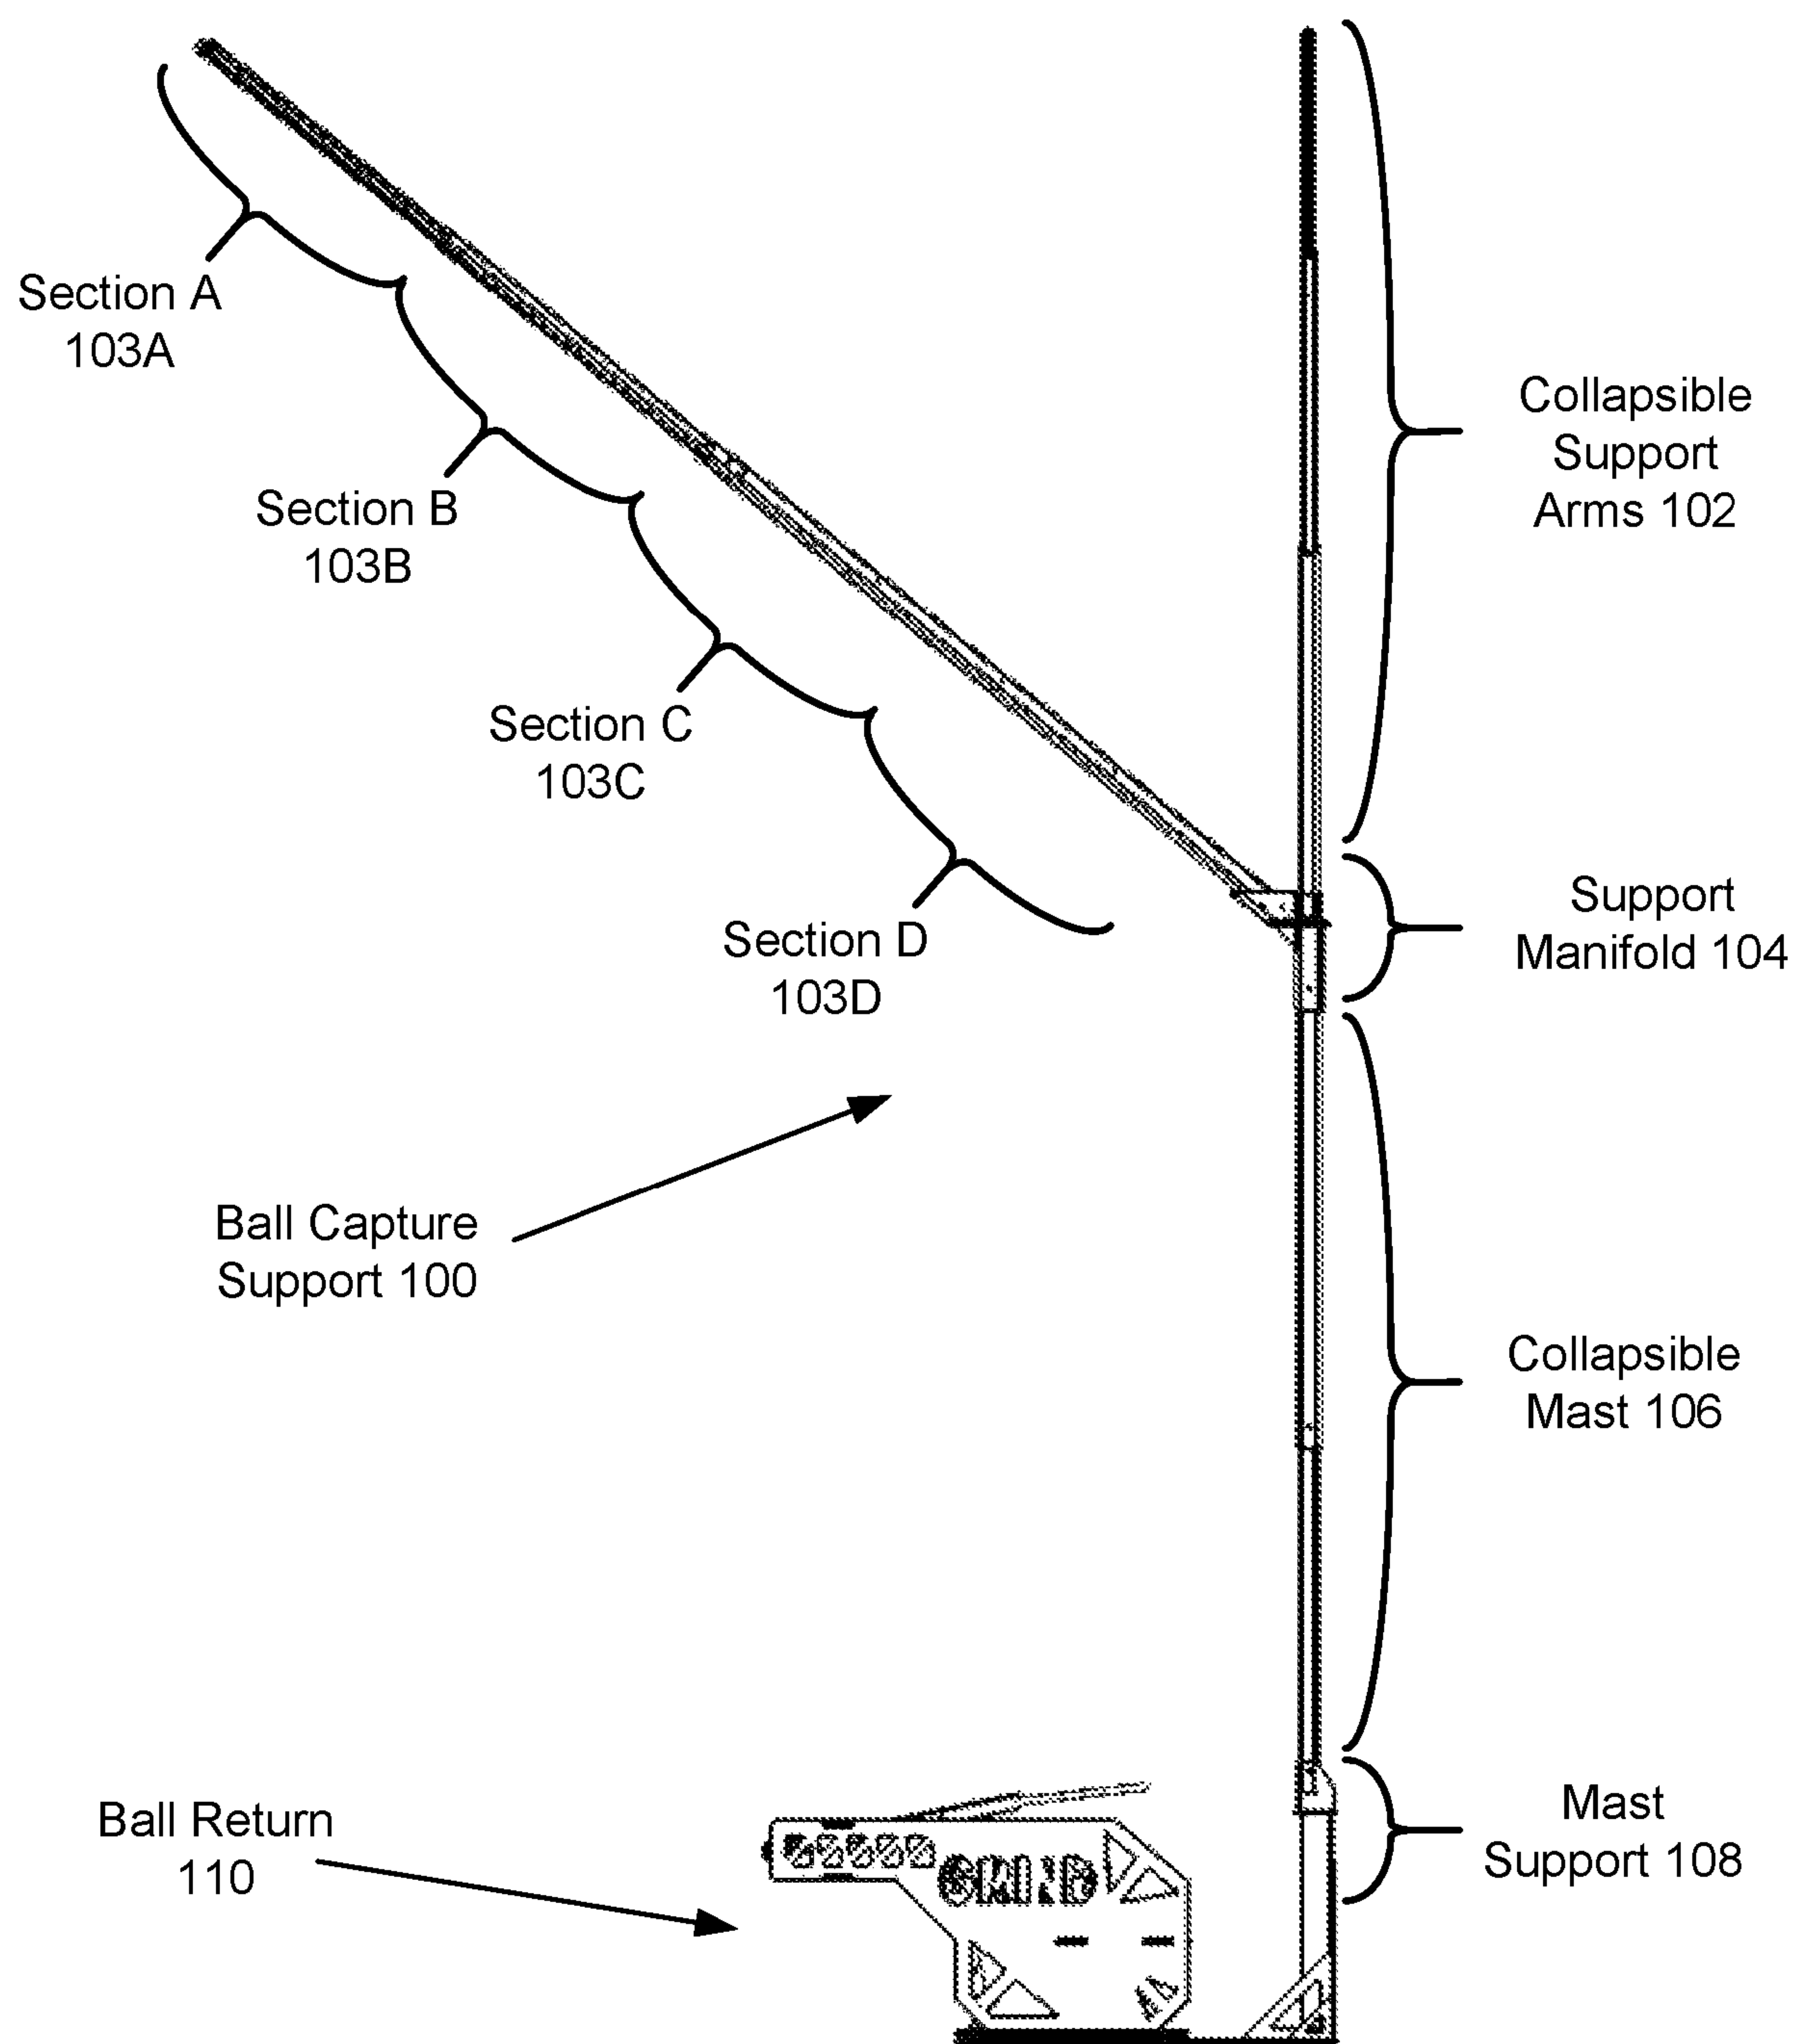 Section A
103A
Section B
103B
Section C
103C
Section D
103D
Collapsible
Support
Arms 102
Support
Manifold 104
Ball Capture
Support 100
Collapsible
Mast 106
Ball Return
110
Mast
Support 108